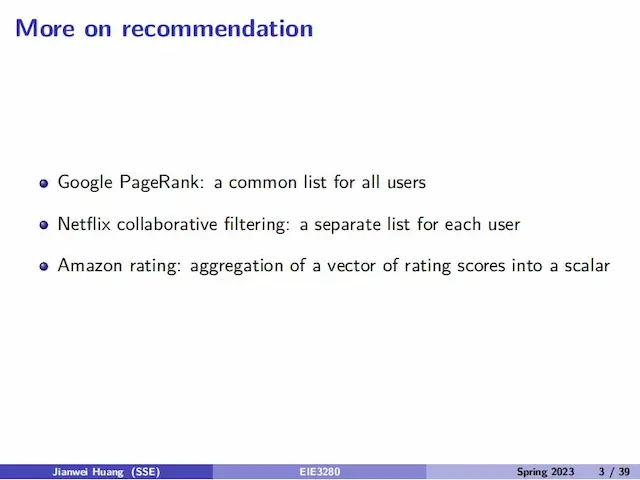 More on recommendation
Google PageRank: a common list for all users
Netflix collaborative filtering: a separate list for each user
Amazon rating: aggregation of a vector of rating scores into a scalar
Jianwei Huang (SSE) EIE3280 Spring 2023 3 / 39